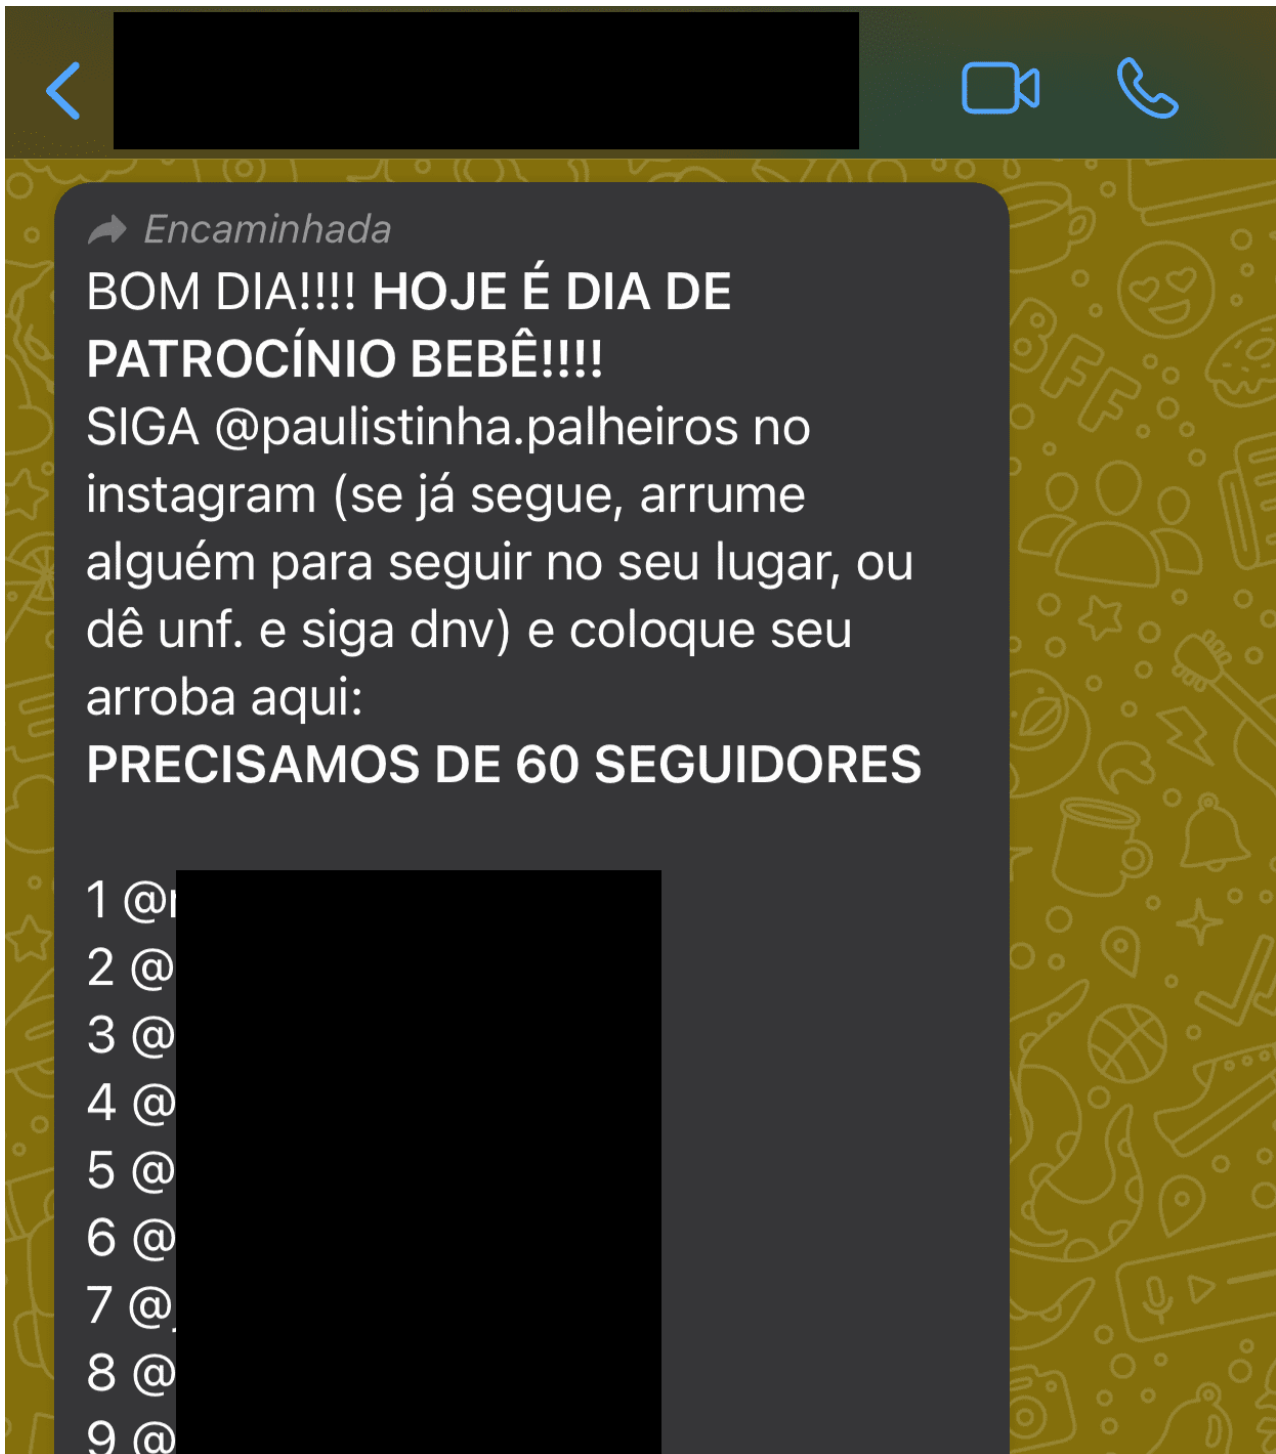 Encaminhada
BOM DIA!!!! HOJE É DIA DE
PATROCÍNIO BEBÊ!!!!
SIGA @paulistinha.palheiros no
instagram (se já segue, arrume
alguém para seguir no seu lugar, ou
dê unf. e siga dnv) e coloque seu
arroba aqui:
PRECISAMOS DE 60 SEGUIDORES
1 @
2 @
3 @
4 @
5 @
6 @
7 @
8 @
9 @
BFF